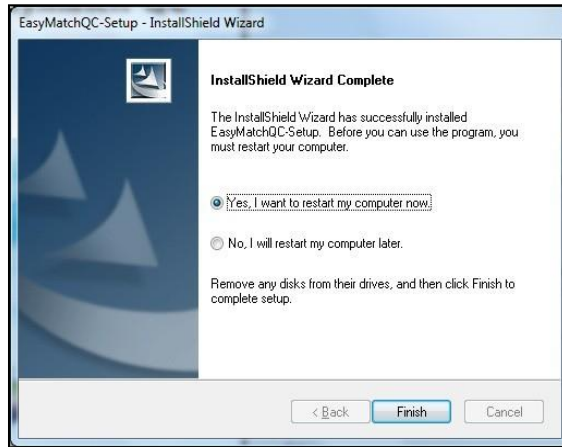 EasyMatchQC-Setup - InstallShield Wizard
InstallShield Wizard Complete
The InstallShield Wizard has successfully installed
EasyMatchQC-Setup. Before you can use the program, you
must restart your computer.
Yes, I want to restart my computer now.
No, I will restart my computer later.
Remove any disks from their drives, and then click Finish to
complete setup.
< Back
Finish
Cancel